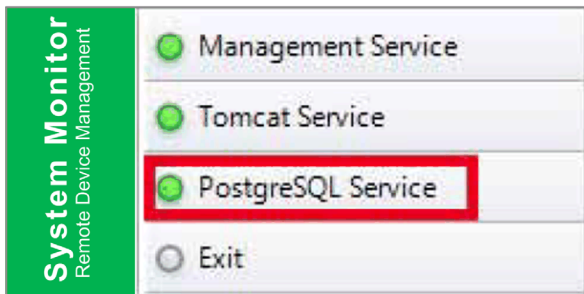 System Monitor
Remote Device Management
Management Service
Tomcat Service
PostgreSQL Service
Exit